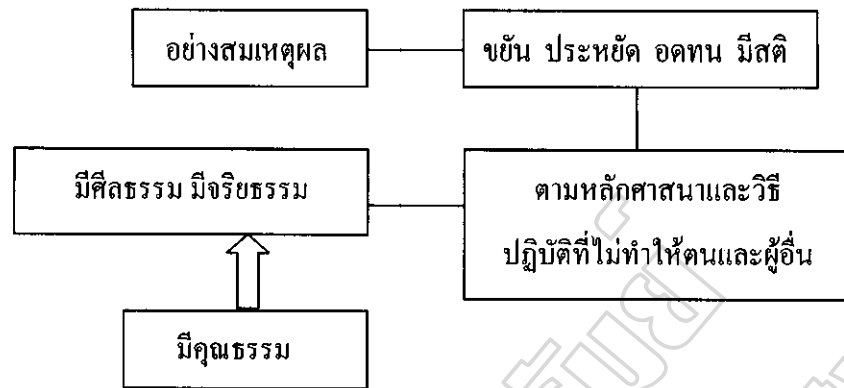 อย่างสมเหตุผล
ขยัน ประหยัด อดทน มีสติ
มีศีลธรรม มีจริยธรรม
ตามหลักศาสนาและวิธี
ปฏิบัติที่ไม่ทำให้ตนและผู้อื่น
มีคุณธรรม